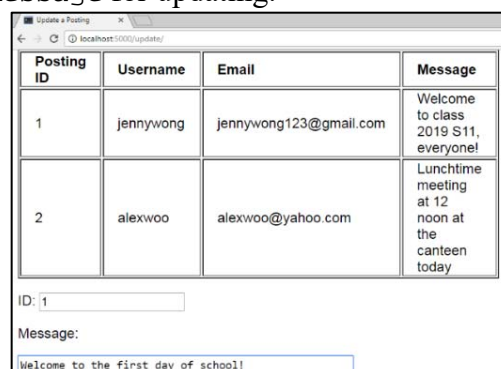 message for updating.
Update a Posting
localhost:5000/update/
Posting ID Username Email Message
1 jennywong jennywong123@gmail.com Welcome to class 2019 S11, everyone!
2 alexwoo alexwoo@yahoo.com Lunchtime meeting at 12 noon at the canteen today
ID: 1
Message:
Welcome to the first day of school!